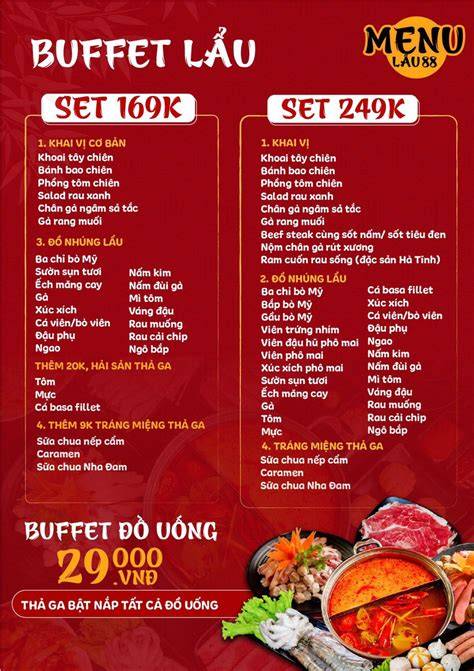 BUFFET LẨU
MENU
LẨU 88
SET 169K
1. KHAI VỊ CƠ BẢN
Khoai tây chiên
Bánh bao chiên
Phồng tôm chiên
Salad rau xanh
Chân gà ngâm sả tắc
Gà rang muối
3. ĐỒ NHÚNG LẨU
Ba chỉ bò Mỹ
Sườn sụn tươi
Ếch măng cay
Gà
Xúc xích
Cá viên/bò viên
Đậu phụ
Ngao
Nấm kim
Nấm đùi gà
Mì tôm
Váng đậu
Rau muống
Rau cải chip
Ngô bắp
THÊM 20K, HẢI SẢN THẢ GA
Tôm
Mực
Cá basa fillet
4. THÊM 9K TRÁNG MIỆNG THẢ GA
Sữa chua nếp cẩm
Caramen
Sữa chua Nha Đam
SET 249K
1. KHAI VỊ
Khoai tây chiên
Bánh bao chiên
Phồng tôm chiên
Salad rau xanh
Chân gà ngâm sả tắc
Gà rang muối
Beef steak cùng sốt nấm/ sốt tiêu đen
Nộm chân gà rút xương
Ram cuốn rau sống (đặc sản Hà Tĩnh)
2. ĐỒ NHÚNG LẨU
Ba chỉ bò Mỹ
Bắp bò Mỹ
Gầu bò Mỹ
Viên trứng nhím
Viên đậu hũ phô mai
Viên phô mai
Xúc xích phô mai
Sườn sụn tươi
Ếch măng cay
Gà
Tôm
Mực
Cá basa fillet
Xúc xích
Cá viên/bò viên
Đậu phụ
Ngao
Nấm kim
Nấm đùi gà
Mì tôm
Váng đậu
Rau muống
Rau cải chip
Ngô bắp
4. TRÁNG MIỆNG THẢ GA
Sữa chua nếp cẩm
Caramen
Sữa chua Nha Đam
BUFFET ĐỒ UỐNG
29.000
.VNĐ
THẢ GA BẬT NẮP TẤT CẢ ĐỒ UỐNG